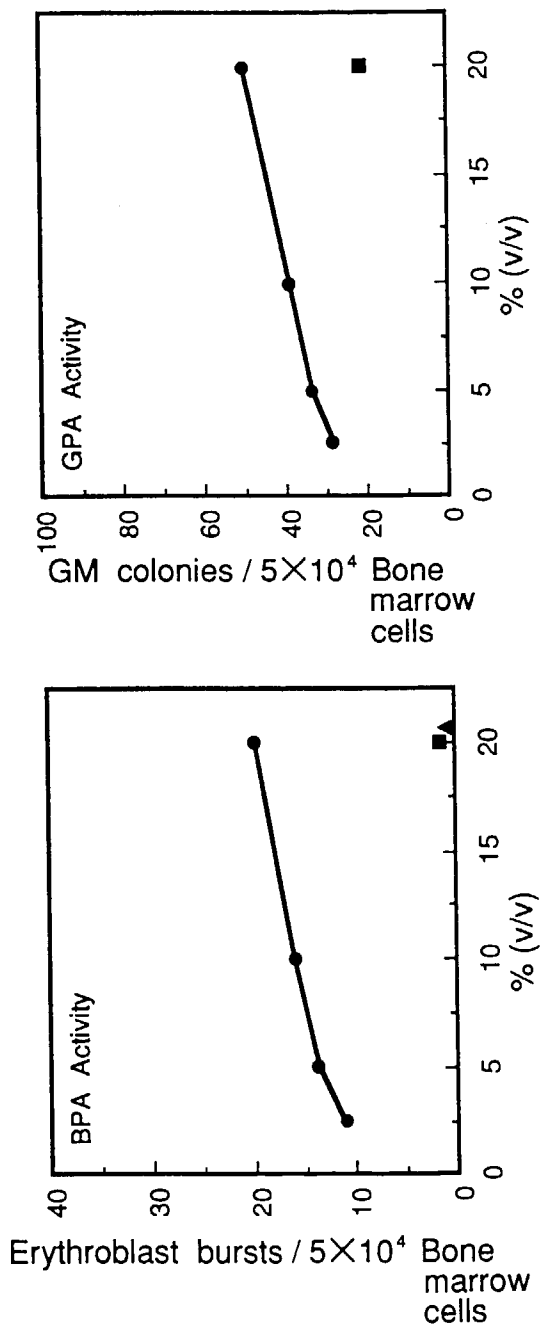 GPA Activity
100
80
60
40
20
0
0
5
10
15
20
% (v/v)
GM colonies / 5×10⁴ Bone
marrow
cells
BPA Activity
40
30
20
10
0
0
5
10
15
20
% (v/v)
Erythroblast bursts / 5×10⁴ Bone
marrow
cells